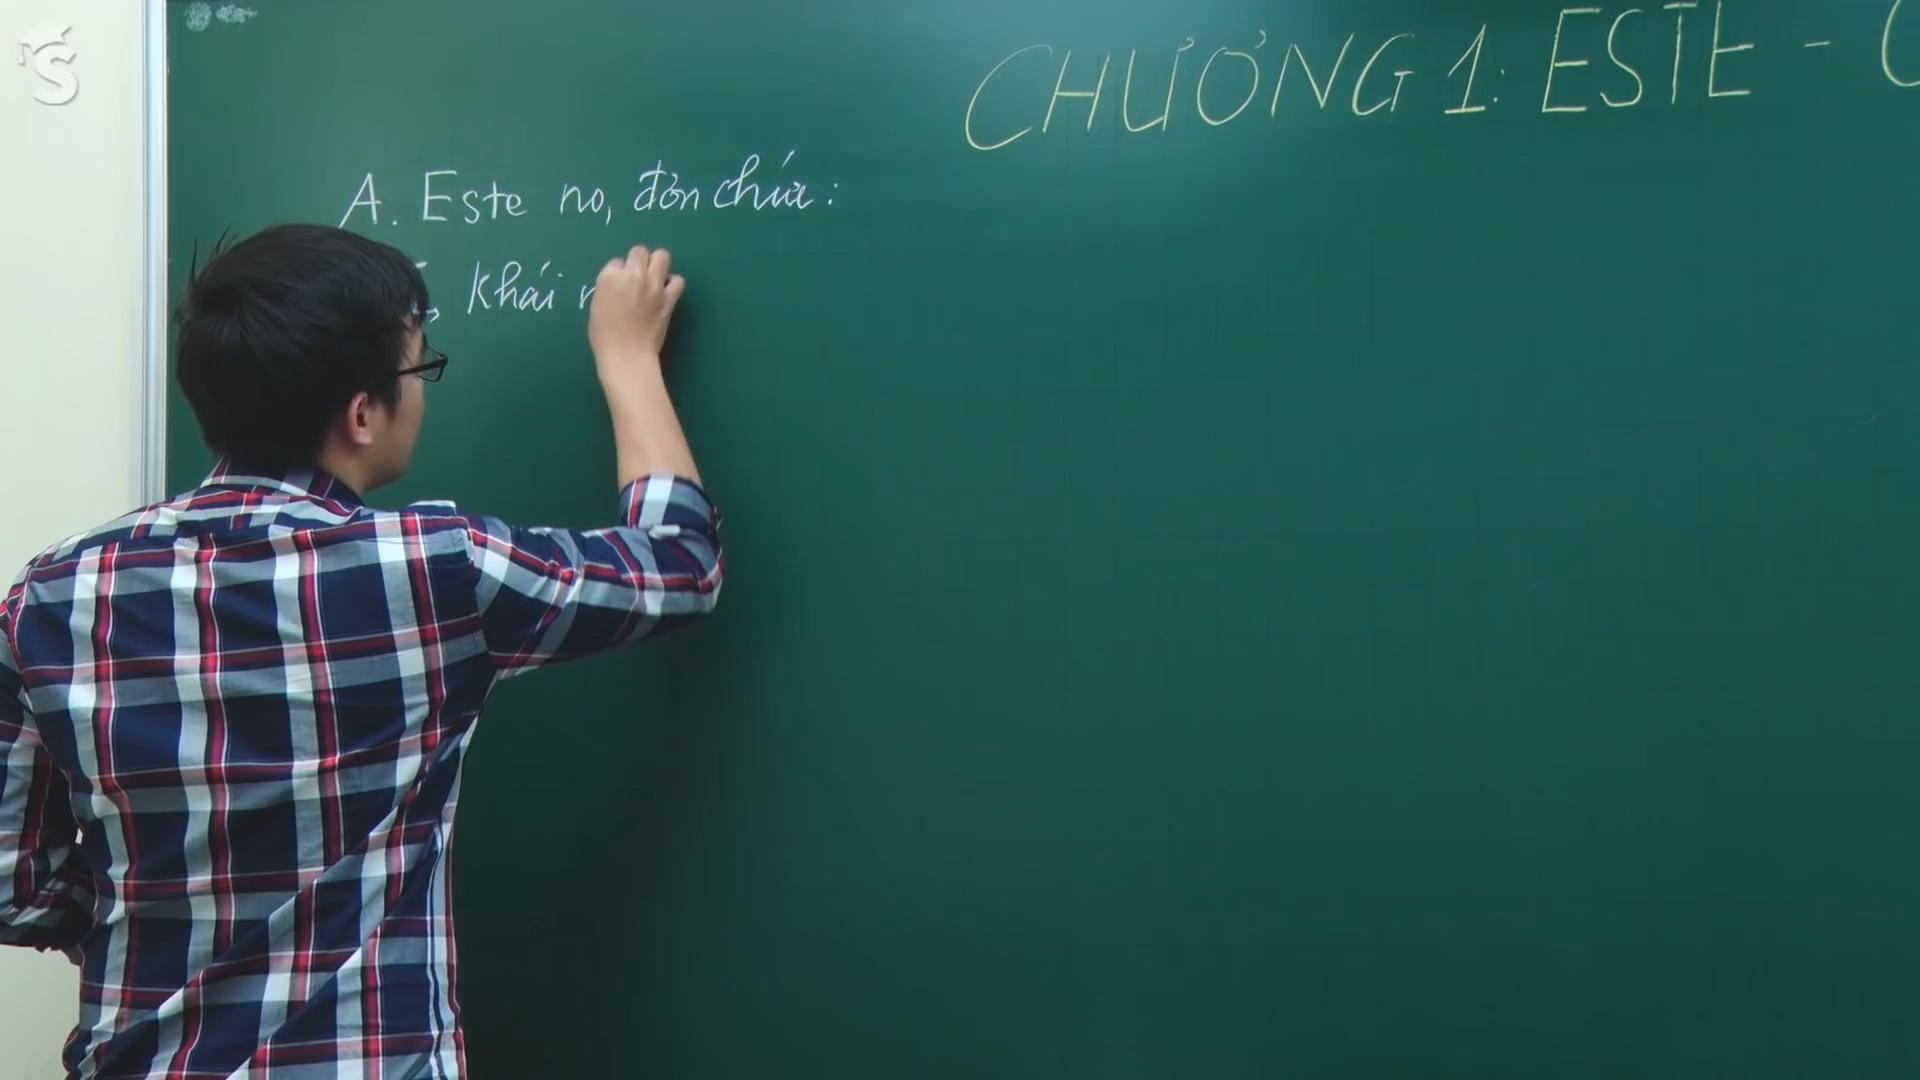 CHƯƠNG 1: ESTE -
A. Este no, đơn chức:
Khái